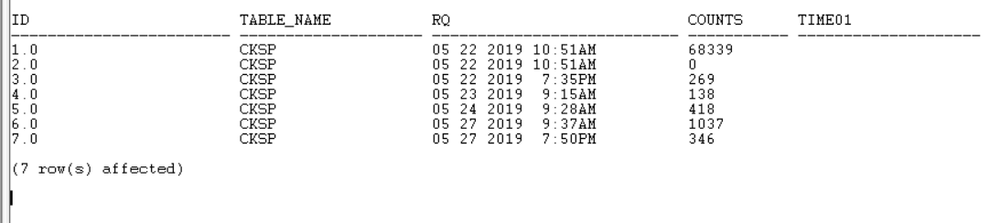 ID TABLE_NAME RQ COUNTS TIME01
1.0 CKSP 05 22 2019 10:51AM 68339
2.0 CKSP 05 22 2019 10:51AM 0
3.0 CKSP 05 22 2019 7:35PM 269
4.0 CKSP 05 23 2019 9:15AM 138
5.0 CKSP 05 24 2019 9:28AM 418
6.0 CKSP 05 27 2019 9:37AM 1037
7.0 CKSP 05 27 2019 7:50PM 346
(7 row(s) affected)